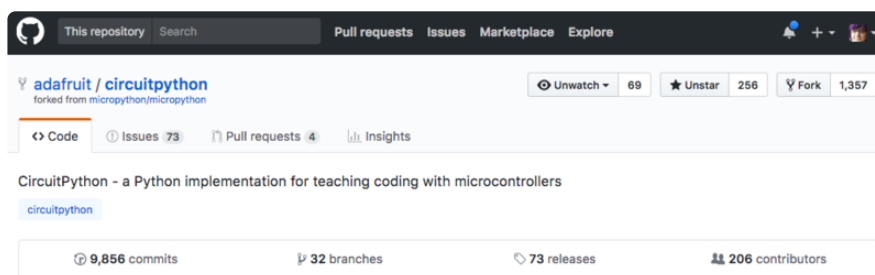 This repository Search Pull requests Issues Marketplace Explore
adafruit / circuitpython
forked from micropython/micropython
Unwatch 69 Unstar 256 Fork 1,357
Code Issues 73 Pull requests 4 Insights
CircuitPython - a Python implementation for teaching coding with microcontrollers
circuitpython
9,856 commits 32 branches 73 releases 206 contributors